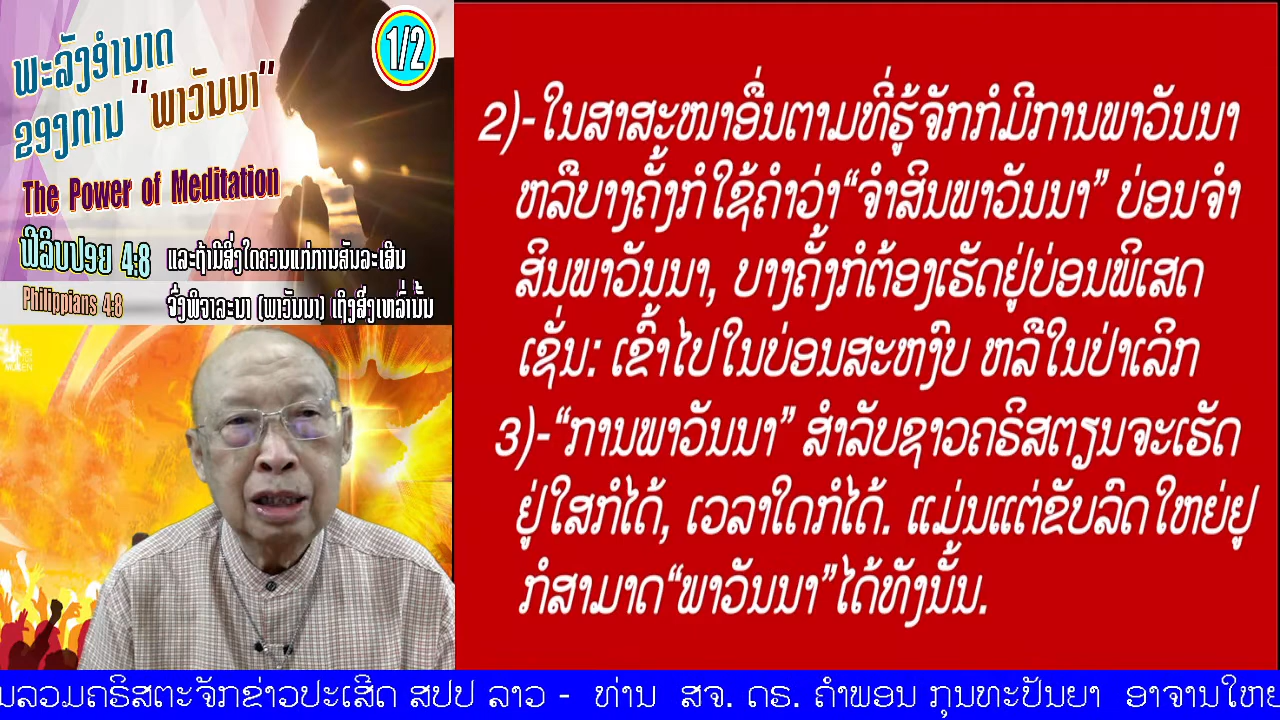 ພະລັງອຳນາດ
ຂອງການ "ພາວັນນາ"
1/2
The Power of Meditation
ຟີລິບປອຍ 4:8
ແລະຖ້າມີສິ່ງໃດຄວນແກ່ການສັນລະເສີນ
Philippians 4:8
ຈົ່ງພິຈາລະນາ (ພາວັນນາ) ເຖິງສິ່ງເຫລົ່ານັ້ນ
2)-ໃນສາສະໜາອື່ນຕາມທີ່ຮູ້ຈັກກໍມີການພາວັນນາ
ຫລືບາງຄັ້ງກໍໃຊ້ຄຳວ່າ“ຈຳສິນພາວັນນາ” ບ່ອນຈຳ
ສິນພາວັນນາ, ບາງຄັ້ງກໍຕ້ອງເຮັດຢູ່ບ່ອນພິເສດ
ເຊັ່ນ: ເຂົ້າໄປໃນບ່ອນສະຫງົບ ຫລືໃນປ່າເລິກ
3)-“ການພາວັນນາ” ສຳລັບຊາວຄຣິສຕຽນຈະເຮັດ
ຢູ່ໃສກໍໄດ້, ເວລາໃດກໍໄດ້. ແມ່ນແຕ່ຂັບລົດໃຫຍ່ຢູ
ກໍສາມາດ“ພາວັນນາ”ໄດ້ທັງນັ້ນ.
ນລວມຄຣິສຕະຈັກຂ່າວປະເສີດ ສປປ ລາວ - ທ່ານ ສຈ. ດຣ. ຄຳພອນ ກຸນທະປັນຍາ ອາຈານໃຫຍ